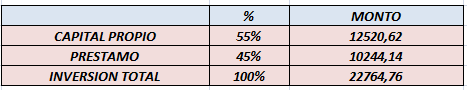 % MONTO
CAPITAL PROPIO 55% 12520,62
PRESTAMO 45% 10244,14
INVERSION TOTAL 100% 22764,76